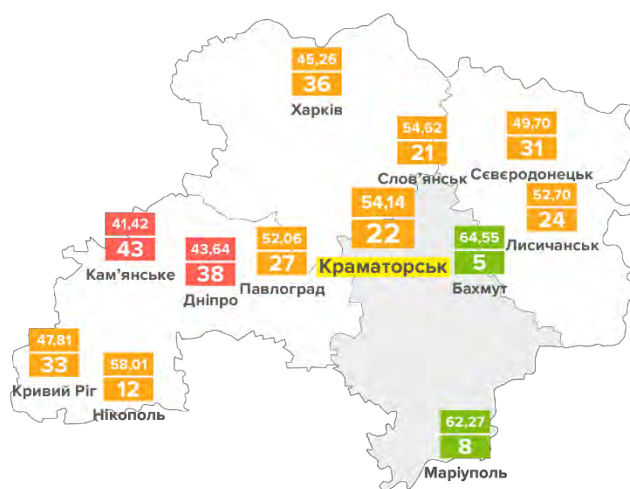 45,26
36
Харків
54,62
21
Слов'янськ
49,70
31
Сєвєродонецьк
54,14
22
Краматорськ
52,70
24
Лисичанськ
64,55
5
Бахмут
41,42
43
Кам'янське
43,64
38
Дніпро
52,06
27
Павлоград
47,81
33
Кривий Ріг
58,01
12
Нікополь
62,27
8
Маріуполь